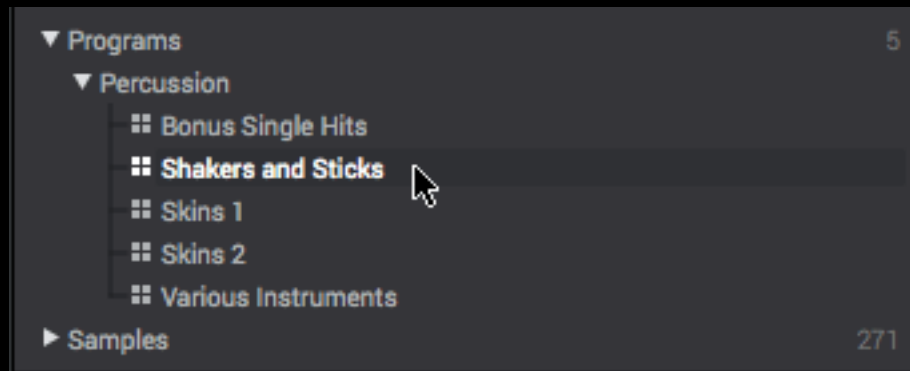 Programs 5
Percussion
Bonus Single Hits
Shakers and Sticks
Skins 1
Skins 2
Various Instruments
Samples 271